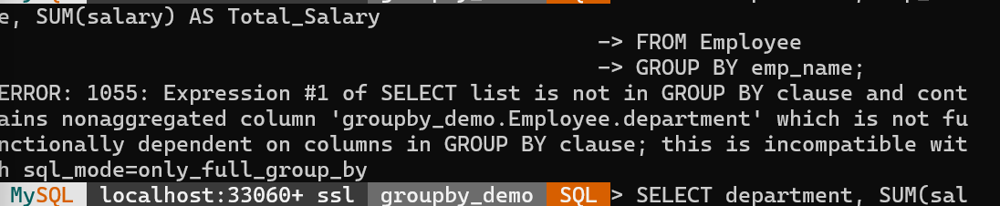 e, SUM(salary) AS Total_Salary
-> FROM Employee
-> GROUP BY emp_name;
ERROR: 1055: Expression #1 of SELECT list is not in GROUP BY clause and cont
ains nonaggregated column 'groupby_demo.Employee.department' which is not fu
nctionally dependent on columns in GROUP BY clause; this is incompatible wit
h sql_mode=only_full_group_by
MySQL localhost:33060+ ssl groupby_demo SQL > SELECT department, SUM(sal